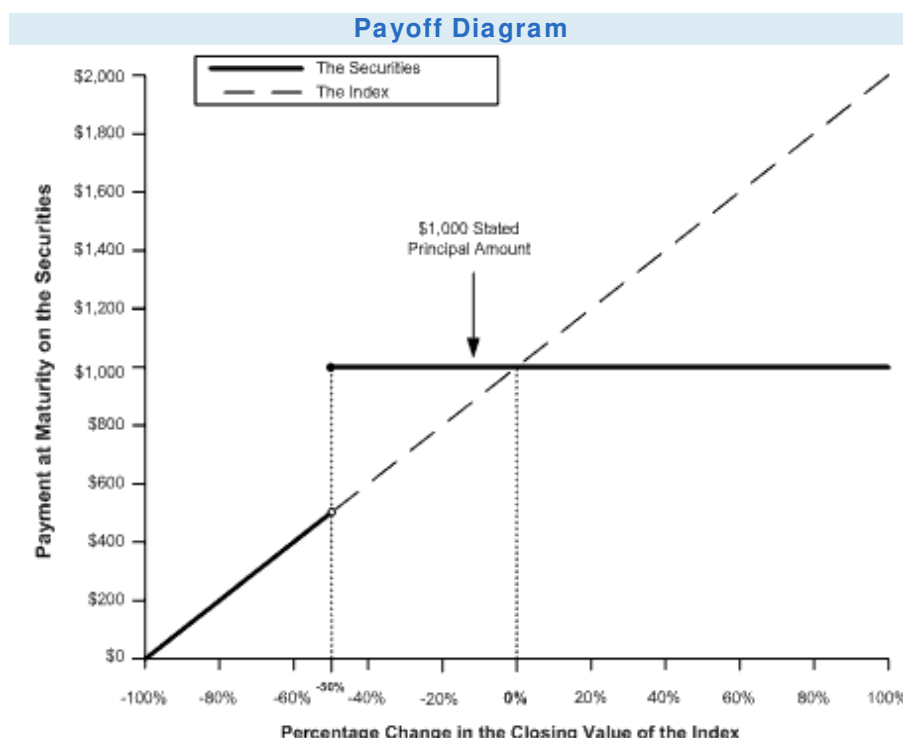 Payoff Diagram
The Securities
The Index
$2,000
$1,800
$1,600
$1,400
$1,200
$1,000
$800
$600
$400
$200
$0
Payment at Maturity on the Securities
$1,000 Stated
Principal Amount
-100% -80% -60% -50% -40% -20% 0% 20% 40% 60% 80% 100%
Percentage Change in the Closing Value of the Index